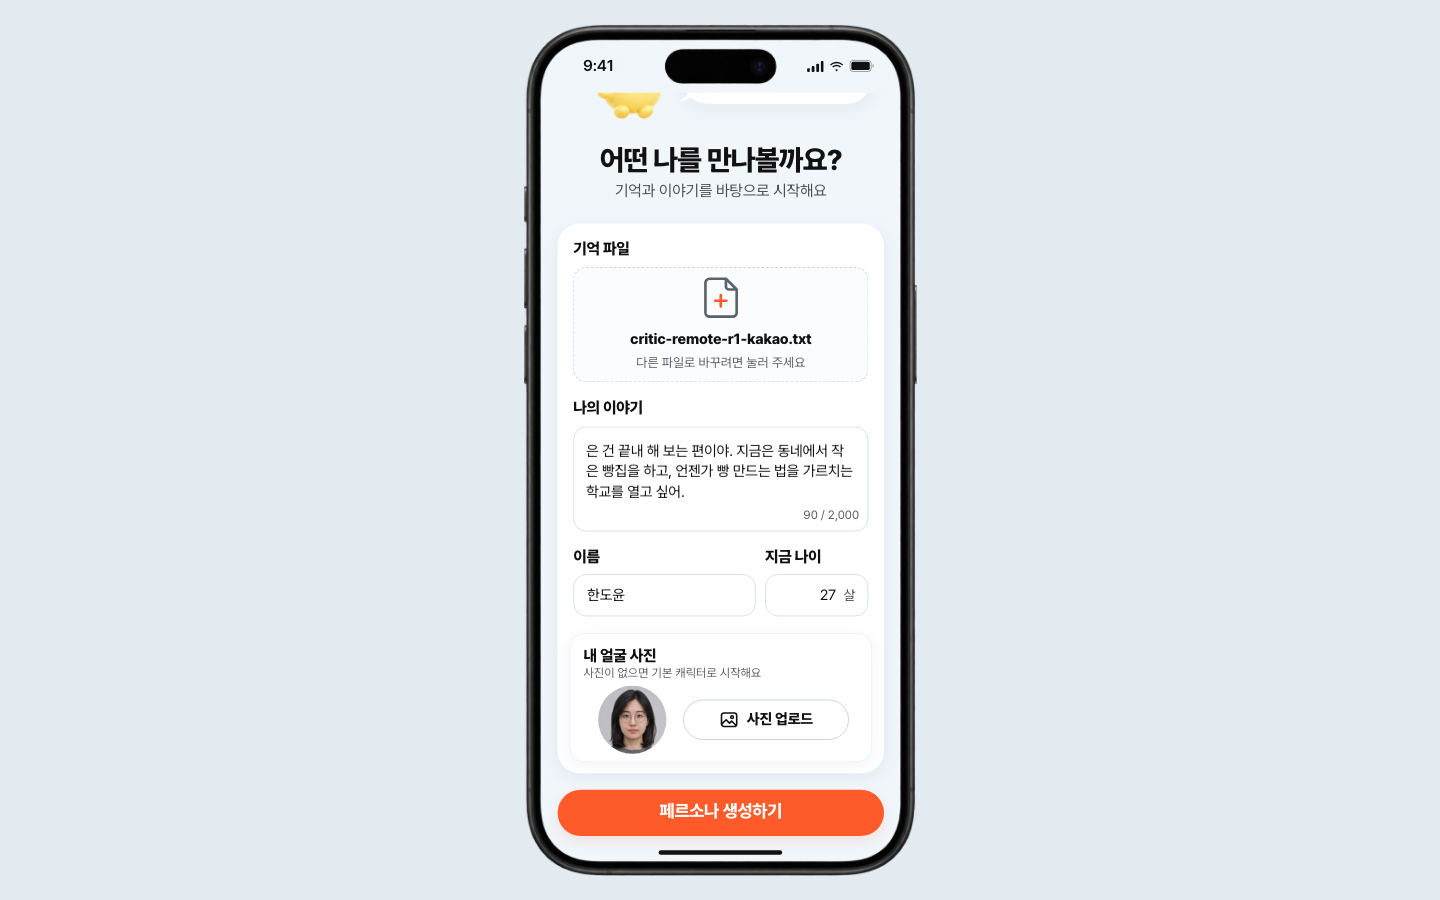 9:41
어떤 나를 만나볼까요?
기억과 이야기를 바탕으로 시작해요
기억 파일
critic-remote-r1-kakao.txt
다른 파일로 바꾸려면 눌러 주세요
나의 이야기
은 건 끝내 해 보는 편이야. 지금은 동네에서 작
은 빵집을 하고, 언젠가 빵 만드는 법을 가르치는
학교를 열고 싶어.
90 / 2,000
이름
지금 나이
한도윤
27 살
내 얼굴 사진
사진이 없으면 기본 캐릭터로 시작해요
사진 업로드
페르소나 생성하기